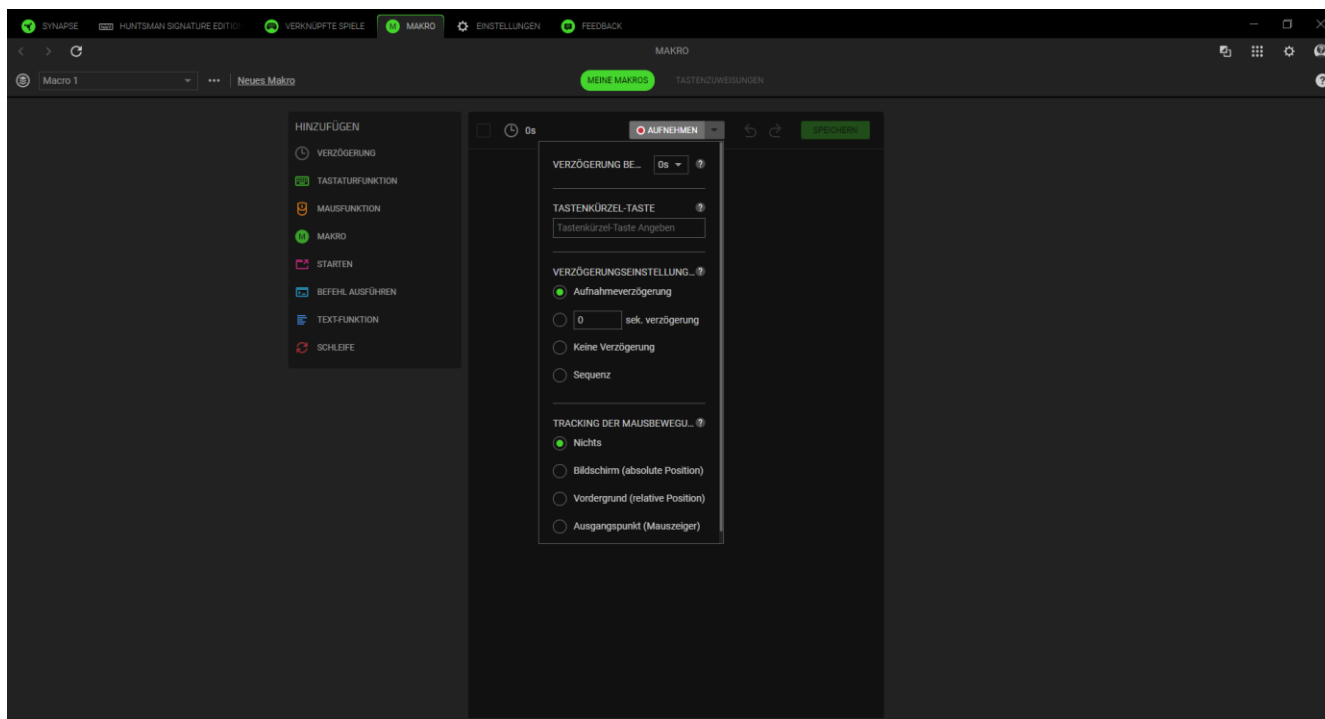 SYNAPSE HUNTSMAN SIGNATURE EDITIO VERKNÜPFTE SPIELE M MAKRO EINSTELLUNGEN FEEDBACK
MAKRO
Macro 1 Neues Makro MEINE MAKROS TASTENZUWEISUNGEN
HINZUFÜGEN
VERZÖGERUNG
TASTATURFUNKTION
MAUSFUNKTION
M MAKRO
STARTEN
BEFEHL AUSFÜHREN
TEXT-FUNKTION
SCHLEIFE
0s AUFNEHMEN SPEICHERN
VERZÖGERUNG BE... 0s ?
TASTENKÜRZEL-TASTE ?
Tastenkürzel-Taste Angeben
VERZÖGERUNGSEINSTELLUNG... ?
Aufnahmeverzögerung
0 sek. verzögerung
Keine Verzögerung
Sequenz
TRACKING DER MAUSBEWEGU... ?
Nichts
Bildschirm (absolute Position)
Vordergrund (relative Position)
Ausgangspunkt (Mauszeiger)